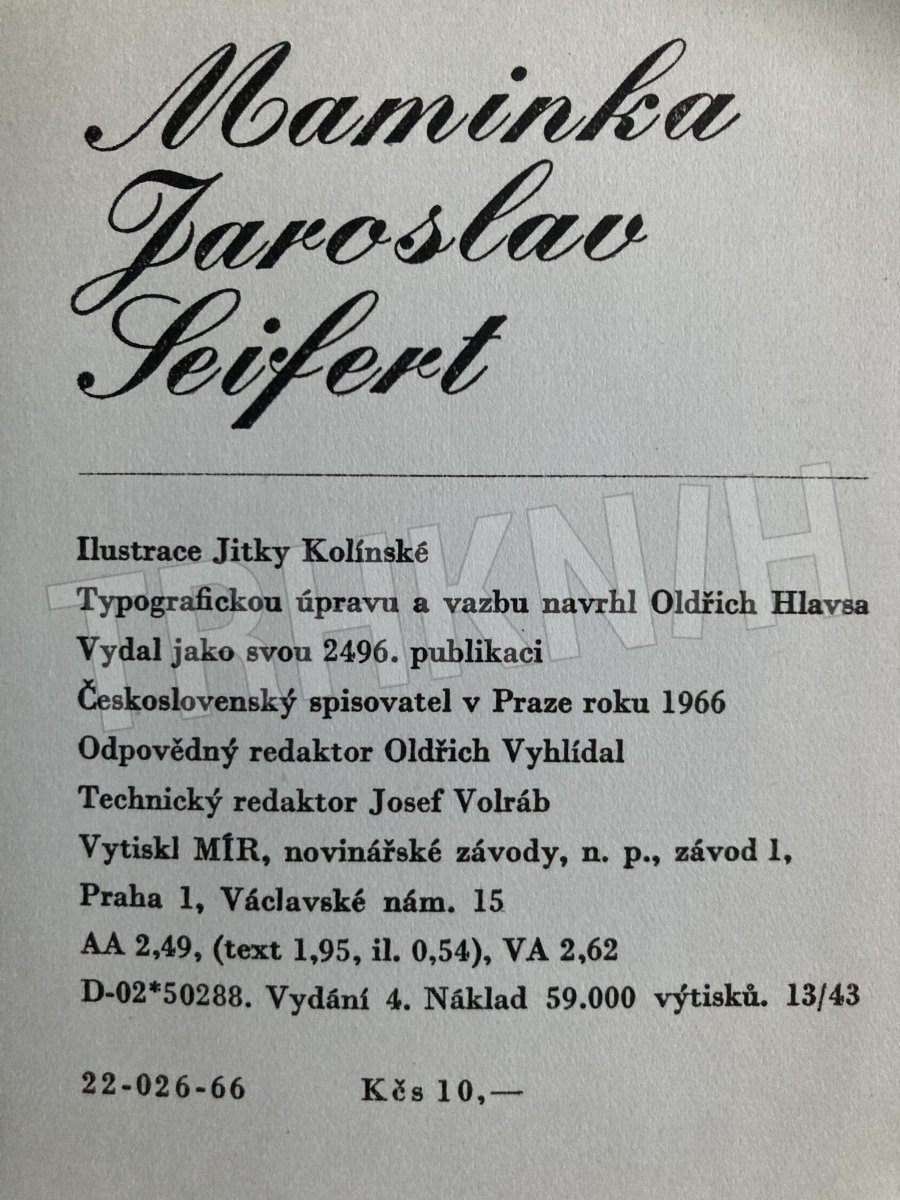 Maminka
Jaroslav
Seifert
Ilustrace Jitky Kolínské
Typografickou úpravu a vazbu navrhl Oldřich Hlavsa
Vydal jako svou 2496. publikaci
Československý spisovatel v Praze roku 1966
Odpovědný redaktor Oldřich Vyhlídal
Technický redaktor Josef Volráb
Vytiskl MÍR, novinářské závody, n. p., závod 1,
Praha 1, Václavské nám. 15
AA 2,49, (text 1,95, il. 0,54), VA 2,62
D-02*50288. Vydání 4. Náklad 59.000 výtisků. 13/43
22-026-66 Kčs 10,—
TRHKNIH